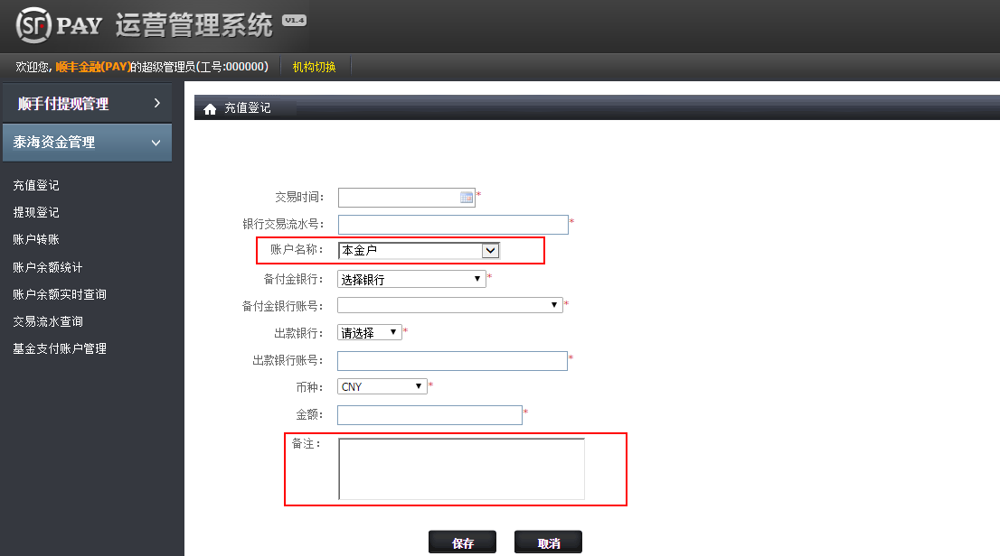 SF PAY 运营管理系统 V1.4
欢迎您, 顺丰金融(PAY)的超级管理员(工号:000000) 机构切换
顺手付提现管理
泰海资金管理
充值登记
提现登记
账户转账
账户余额统计
账户余额实时查询
交易流水查询
基金支付账户管理
充值登记
交易时间: *
银行交易流水号: *
账户名称: 本金户
备付金银行: 选择银行 *
备付金银行账号: *
出款银行: 请选择 *
出款银行账号: *
币种: CNY *
金额: *
备注:
保存 取消